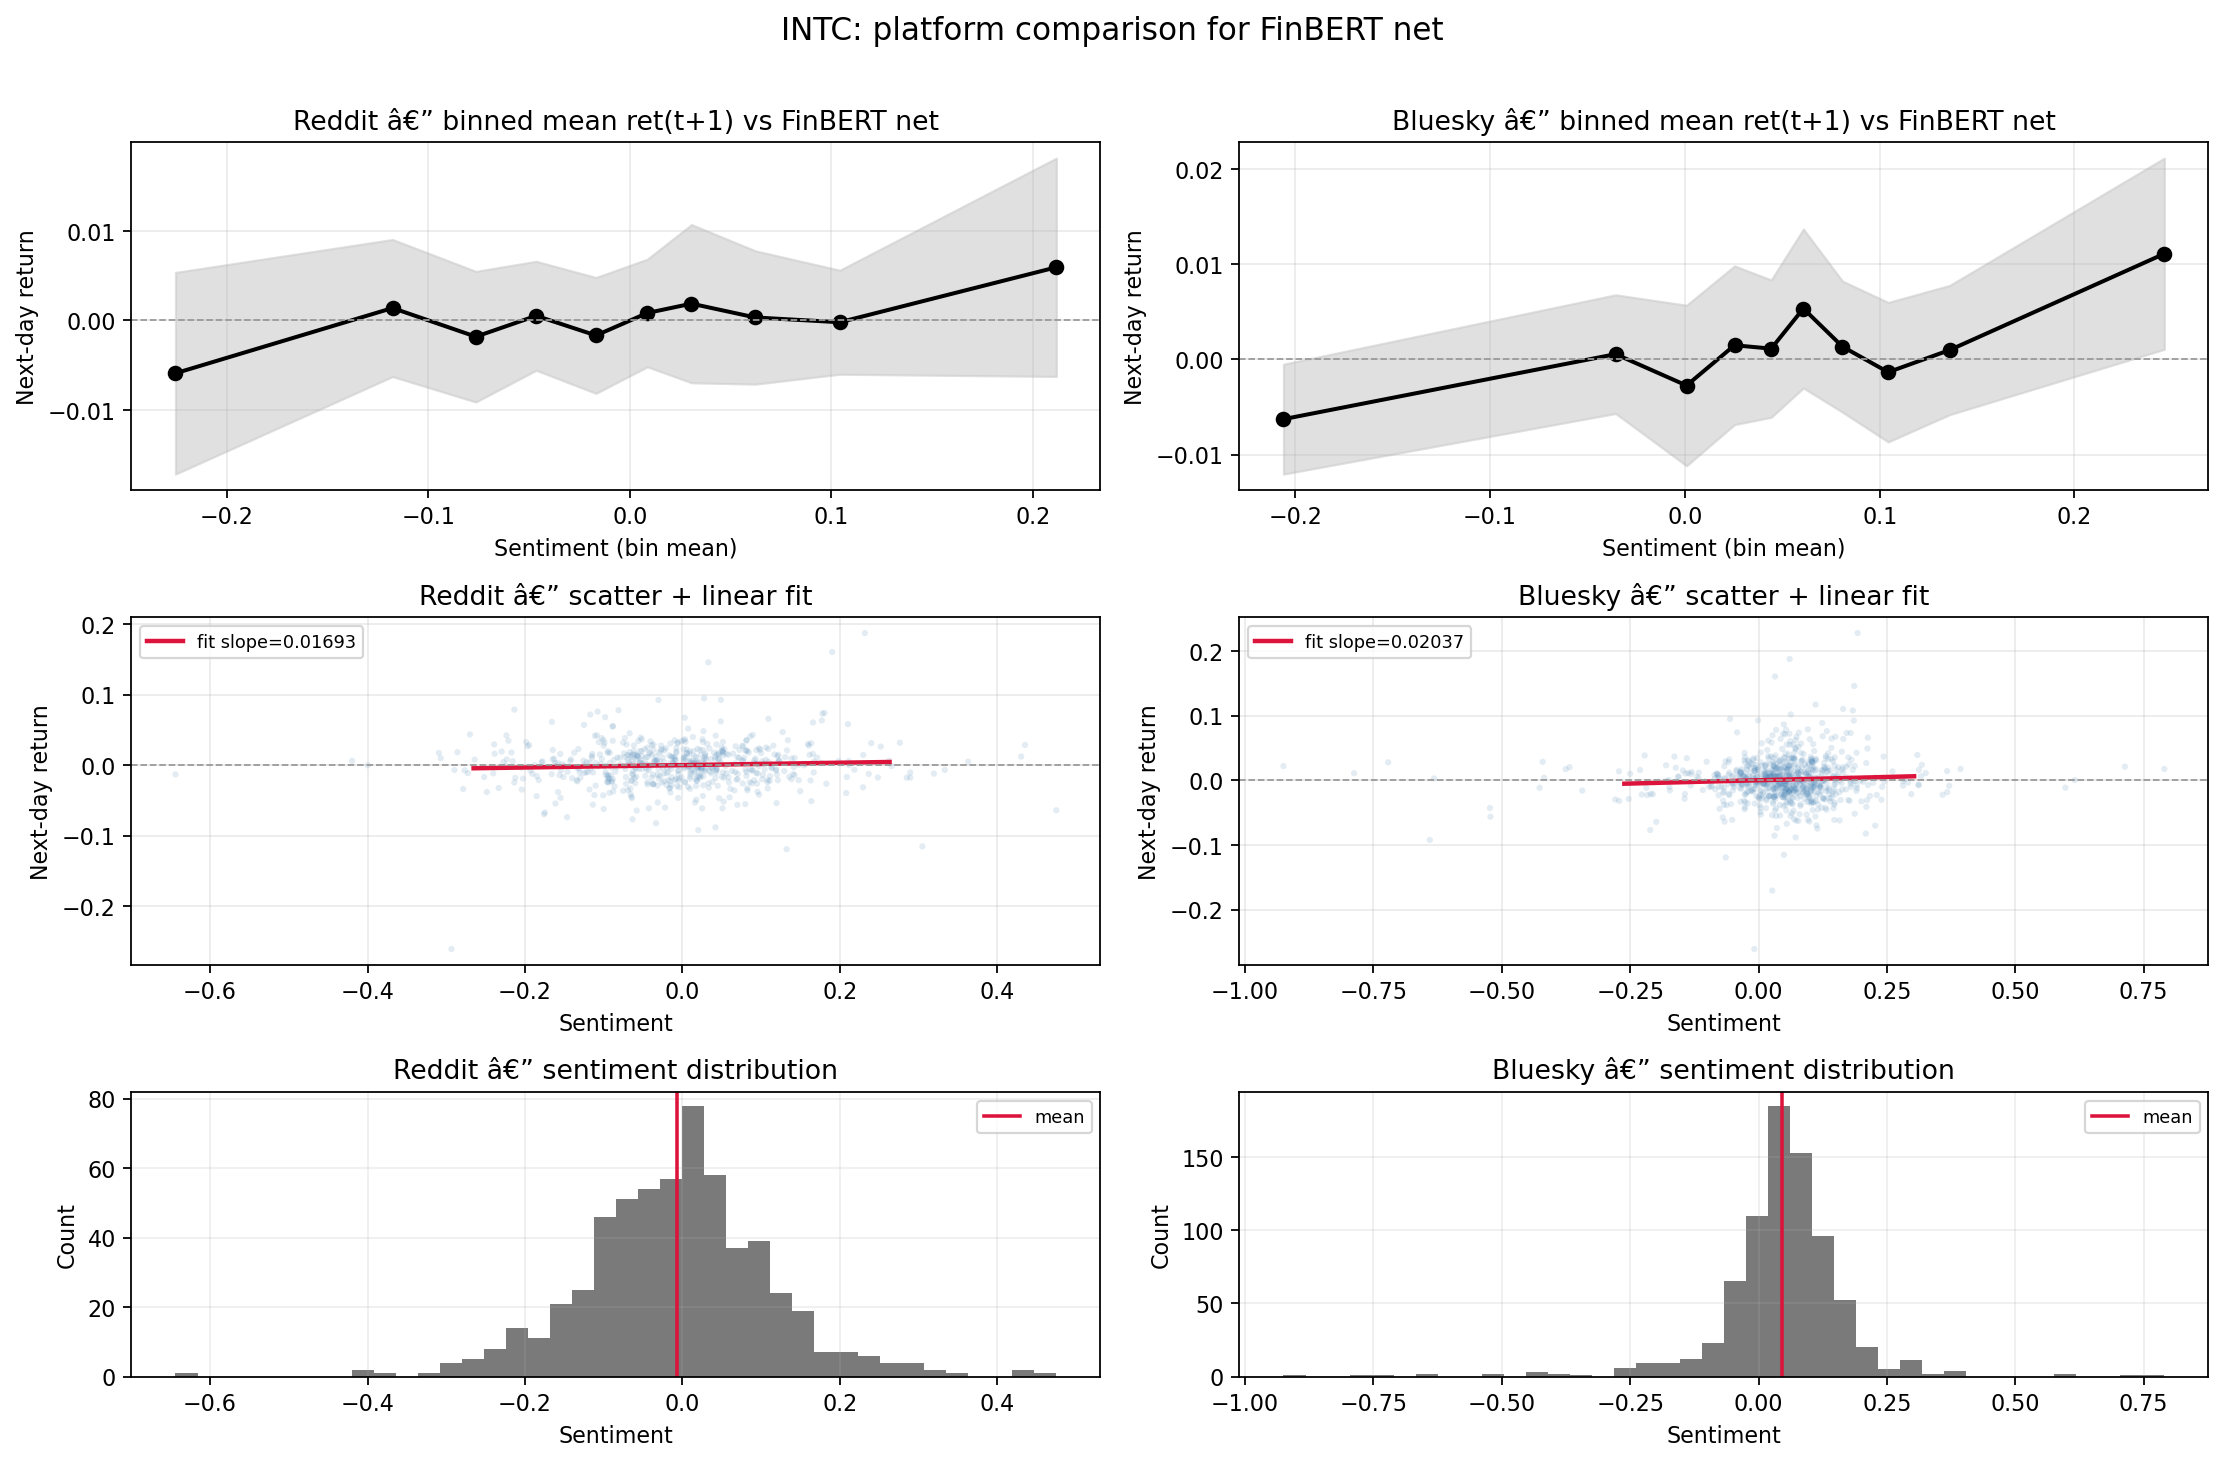 INTC: platform comparison for FinBERT net
Reddit â€” binned mean ret(t+1) vs FinBERT net
Next-day return
0.01
0.00
−0.01
−0.2
−0.1
0.0
0.1
0.2
Sentiment (bin mean)
Bluesky â€” binned mean ret(t+1) vs FinBERT net
Next-day return
0.02
0.01
0.00
−0.01
−0.2
−0.1
0.0
0.1
0.2
Sentiment (bin mean)
Reddit â€” scatter + linear fit
fit slope=0.01693
Next-day return
0.2
0.1
0.0
−0.1
−0.2
−0.6
−0.4
−0.2
0.0
0.2
0.4
Sentiment
Bluesky â€” scatter + linear fit
fit slope=0.02037
Next-day return
0.2
0.1
0.0
−0.1
−0.2
−1.00
−0.75
−0.50
−0.25
0.00
0.25
0.50
0.75
Sentiment
Reddit â€” sentiment distribution
mean
Count
80
60
40
20
0
−0.6
−0.4
−0.2
0.0
0.2
0.4
Sentiment
Bluesky â€” sentiment distribution
mean
Count
150
100
50
0
−1.00
−0.75
−0.50
−0.25
0.00
0.25
0.50
0.75
Sentiment